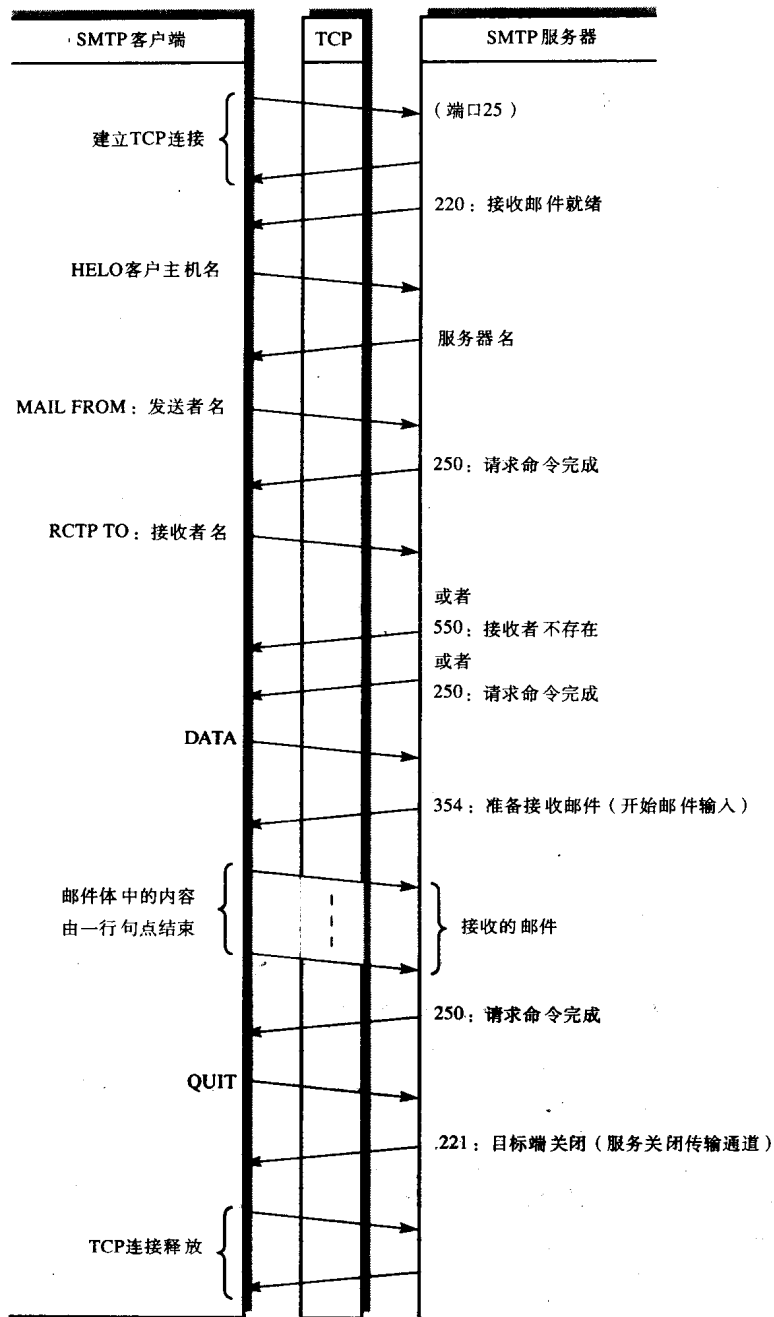 SMTP客户端
TCP
SMTP服务器
(端口25)
建立TCP连接
220:接收邮件就绪
HELO客户主机名
服务器名
MAIL FROM:发送者名
250:请求命令完成
RCTP TO:接收者名
或者
550:接收者不存在
或者
250:请求命令完成
DATA
354:准备接收邮件(开始邮件输入)
邮件体中的内容
由一行句点结束
接收的邮件
250:请求命令完成
QUIT
221:目标端关闭(服务关闭传输通道)
TCP连接释放